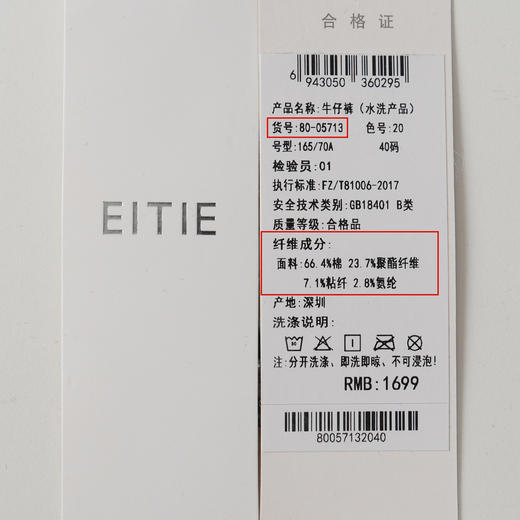 EITIE
合格证
6 943050 360295
产品名称:牛仔裤(水洗产品)
货号:80-05713 色号:20
号型:165/70A 40码
检验员:01
执行标准:FZ/T81006-2017
安全技术类别:GB18401 B类
质量等级:合格品
纤维成分:
面料:66.4%棉 23.7%聚酯纤维
7.1%粘纤 2.8%氨纶
产地:深圳
洗涤说明:
注:分开洗涤、即洗即晾、不可浸泡!
RMB:1699
80057132040